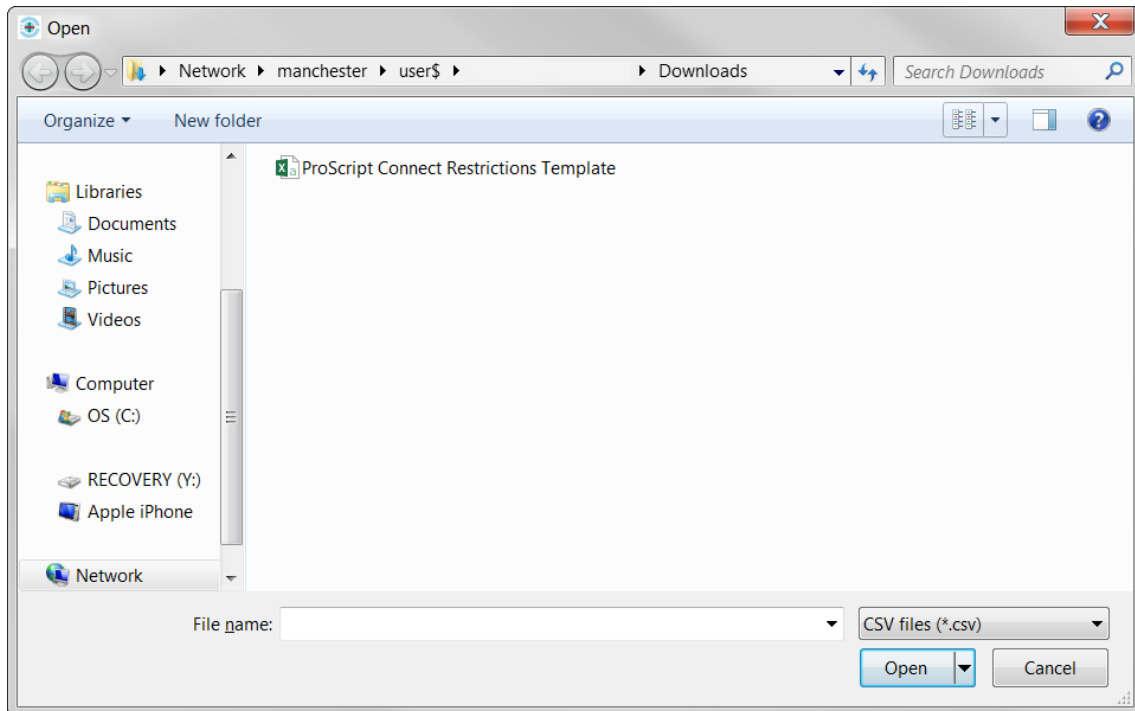 Open
Network manchester user$ Downloads Search Downloads
Organize New folder
ProScript Connect Restrictions Template
Libraries
Documents
Music
Pictures
Videos
Computer
OS (C:)
RECOVERY (Y:)
Apple iPhone
Network
File name: CSV files (*.csv)
Open Cancel